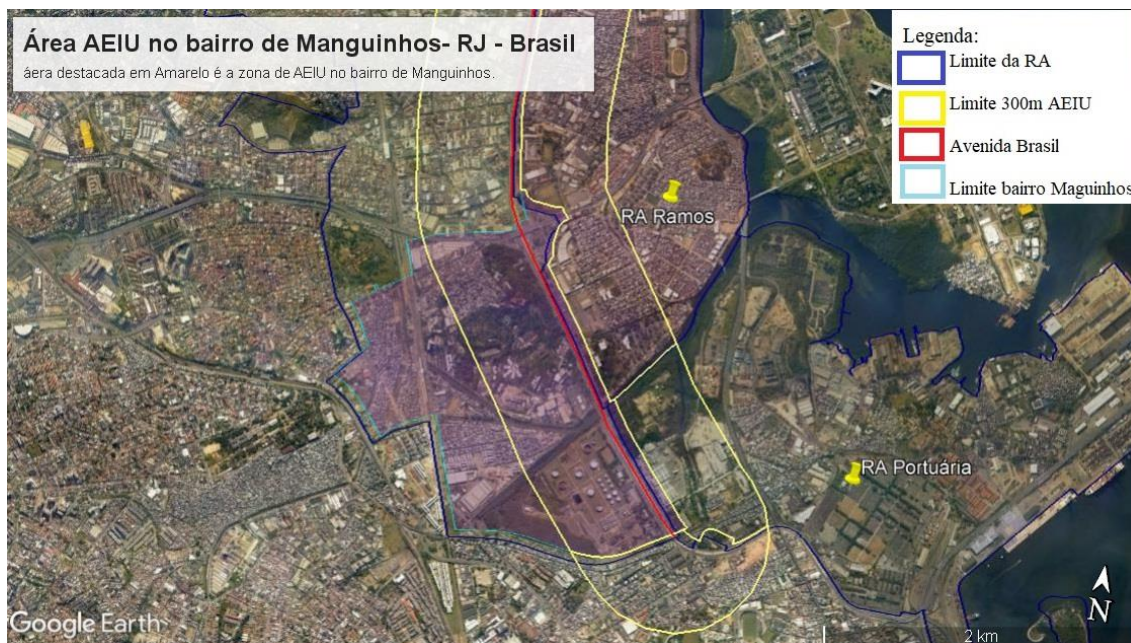 Área AEIU no bairro de Manguinhos- RJ - Brasil
áera destacada em Amarelo é a zona de AEIU no bairro de Manguinhos.
Legenda:
Limite da RA
Limite 300m AEIU
Avenida Brasil
Limite bairro Maguinhos
RA Ramos
RA Portuária
N
Google Earth
2 km